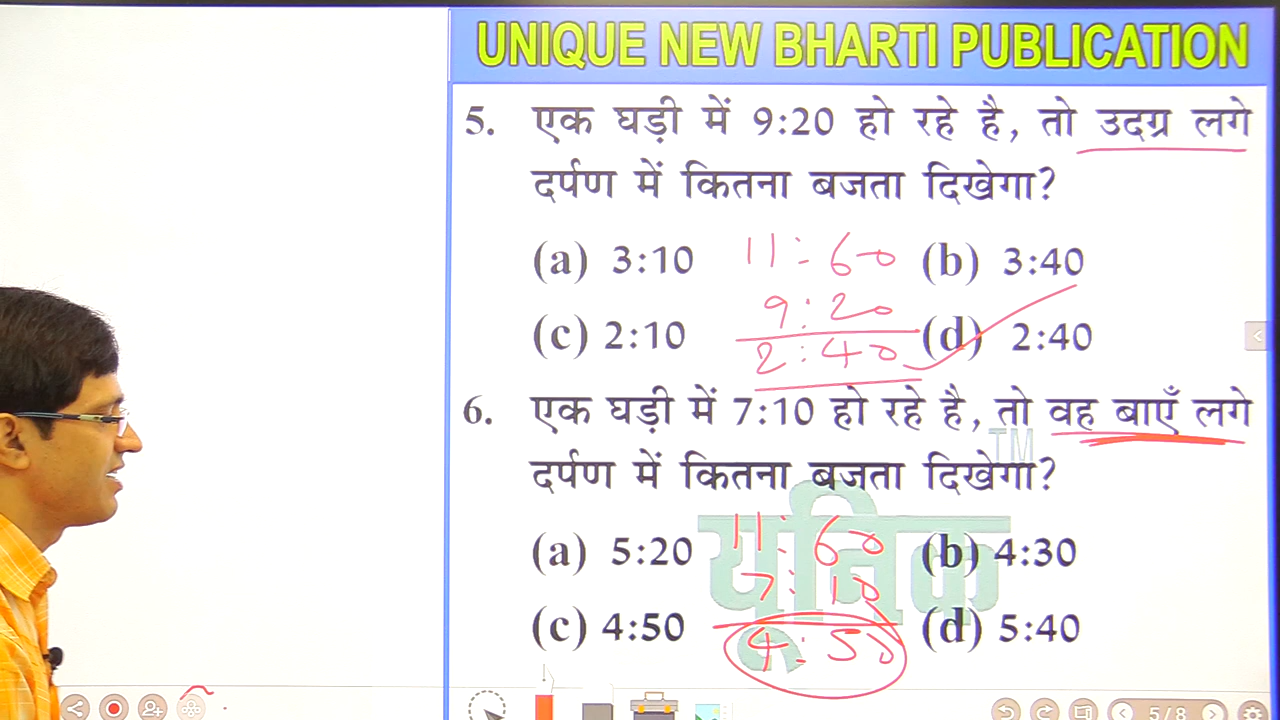 UNIQUE NEW BHARTI PUBLICATION
5. एक घड़ी में 9:20 हो रहे है, तो उदग्र लगे
दर्पण में कितना बजता दिखेगा?
(a) 3:10 11:60 (b) 3:40
9:20
(c) 2:10 (d) 2:40
2:40
6. एक घड़ी में 7:10 हो रहे है, तो वह बाएँ लगे
TM
दर्पण में कितना बजता दिखेगा?
यूनिक
(a) 5:20 11:60 (b) 4:30
7:10
(c) 4:50 4:50 (d) 5:40
5/8